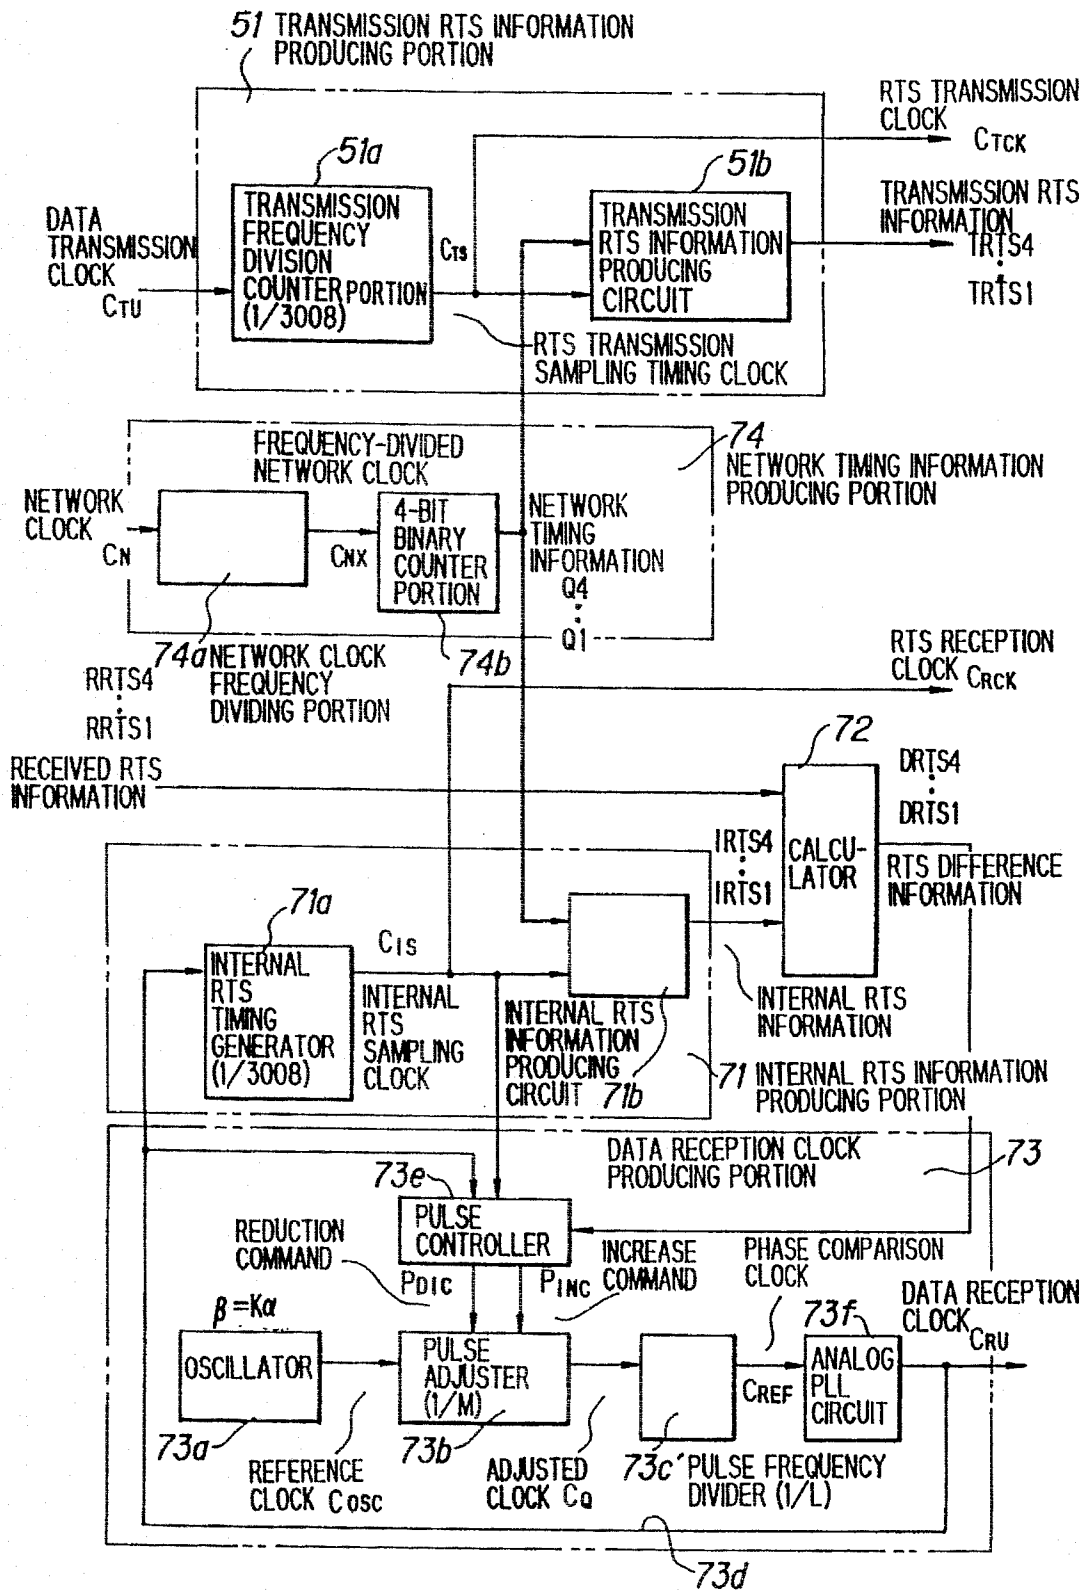 51 TRANSMISSION RTS INFORMATION
PRODUCING PORTION
RTS TRANSMISSION
CLOCK
CTCK
51a
51b
TRANSMISSION
FREQUENCY
DIVISION
COUNTER PORTION
(1/3008)
DATA
TRANSMISSION
CLOCK
CTU
CTS
TRANSMISSION
RTS INFORMATION
PRODUCING
CIRCUIT
TRANSMISSION RTS
INFORMATION
TRTS4
TRTS1
RTS TRANSMISSION
SAMPLING TIMING CLOCK
FREQUENCY-DIVIDED
NETWORK CLOCK
74
NETWORK TIMING INFORMATION
PRODUCING PORTION
NETWORK
CLOCK
CN
CNX
4-BIT
BINARY
COUNTER
PORTION
NETWORK
TIMING
INFORMATION
Q4
Q1
74a NETWORK CLOCK
FREQUENCY
DIVIDING PORTION
74b
RTS RECEPTION
CLOCK
CRCK
RRTS4
RRTS1
RECEIVED RTS
INFORMATION
72
CALCU-
LATOR
DRTS4
DRTS1
RTS DIFFERENCE
INFORMATION
IRTS4
IRTS1
71a
INTERNAL
RTS
TIMING
GENERATOR
(1/3008)
CIS
INTERNAL
RTS
SAMPLING
CLOCK
INTERNAL RTS
INFORMATION
PRODUCING
CIRCUIT
71b
INTERNAL RTS
INFORMATION
71 INTERNAL RTS INFORMATION
PRODUCING PORTION
DATA RECEPTION CLOCK
PRODUCING PORTION
73
73e
PULSE
CONTROLLER
REDUCTION
COMMAND
PDIC
PINC
INCREASE
COMMAND
PHASE COMPARISON
CLOCK
β=Kα
OSCILLATOR
73a
PULSE
ADJUSTER
(1/M)
73b
73f
ANALOG
PLL
CIRCUIT
DATA RECEPTION
CLOCK
CRU
CREF
REFERENCE
CLOCK COSC
ADJUSTED
CLOCK CQ
73c' PULSE FREQUENCY
DIVIDER (1/L)
73d